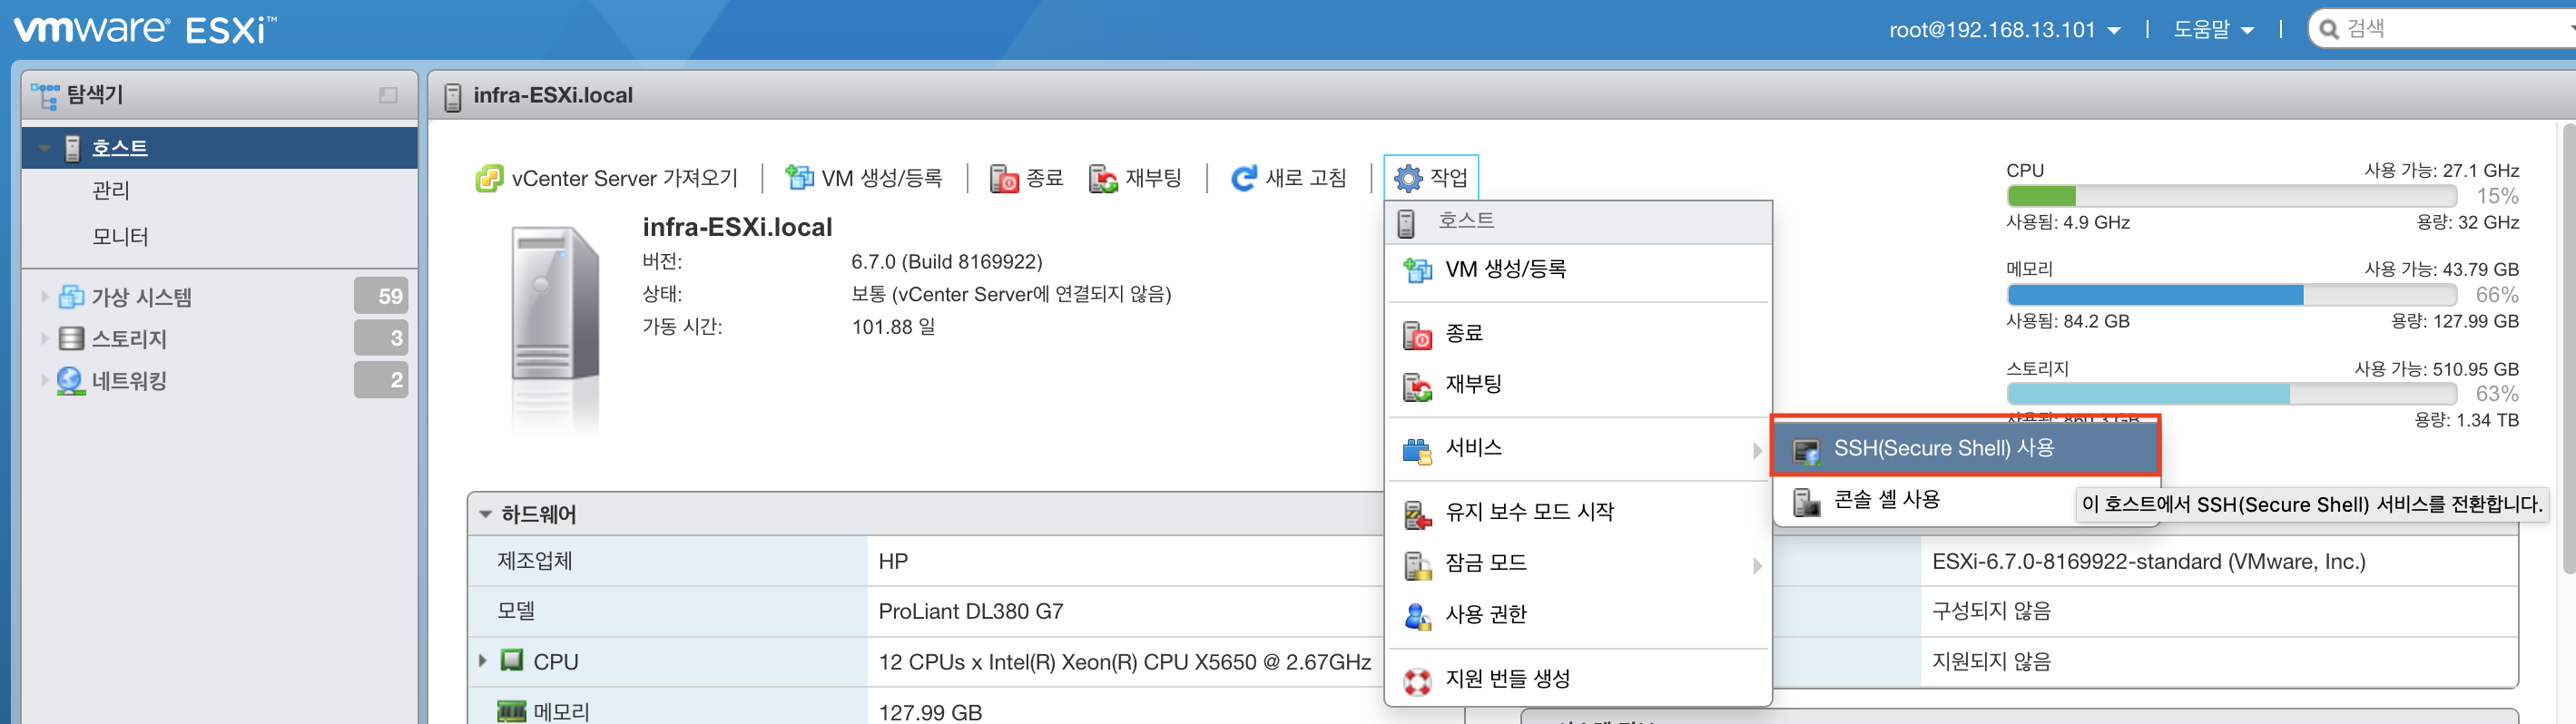 vmware® ESXi™
root@192.168.13.101
도움말
검색
탐색기
호스트
관리
모니터
가상 시스템 59
스토리지 3
네트워킹 2
infra-ESXi.local
vCenter Server 가져오기
VM 생성/등록
종료
재부팅
새로 고침
작업
infra-ESXi.local
버전: 6.7.0 (Build 8169922)
상태: 보통 (vCenter Server에 연결되지 않음)
가동 시간: 101.88 일
호스트
VM 생성/등록
종료
재부팅
서비스
유지 보수 모드 시작
잠금 모드
사용 권한
지원 번들 생성
SSH(Secure Shell) 사용
콘솔 셸 사용
이 호스트에서 SSH(Secure Shell) 서비스를 전환합니다.
CPU 사용 가능: 27.1 GHz
15%
사용됨: 4.9 GHz 용량: 32 GHz
메모리 사용 가능: 43.79 GB
66%
사용됨: 84.2 GB 용량: 127.99 GB
스토리지 사용 가능: 510.95 GB
63%
용량: 1.34 TB
하드웨어
제조업체 HP
모델 ProLiant DL380 G7
CPU 12 CPUs x Intel(R) Xeon(R) CPU X5650 @ 2.67GHz
메모리 127.99 GB
ESXi-6.7.0-8169922-standard (VMware, Inc.)
구성되지 않음
지원되지 않음